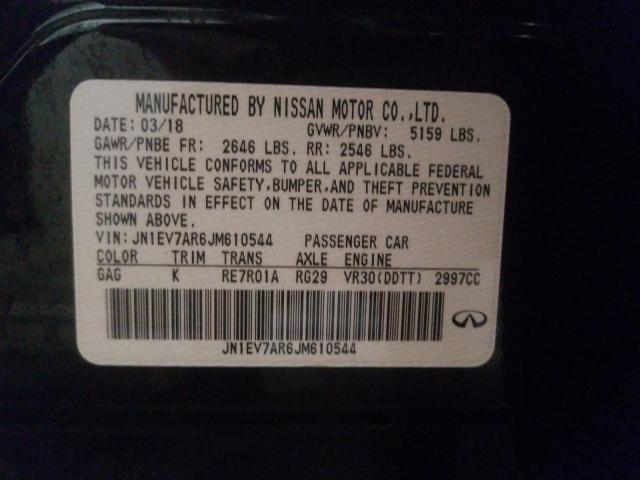 MANUFACTURED BY NISSAN MOTOR CO.,LTD.
DATE: 03/18 GVWR/PNBV: 5159 LBS.
GAWR/PNBE FR: 2646 LBS. RR: 2546 LBS.
THIS VEHICLE CONFORMS TO ALL APPLICABLE FEDERAL
MOTOR VEHICLE SAFETY,BUMPER,AND THEFT PREVENTION
STANDARDS IN EFFECT ON THE DATE OF MANUFACTURE
SHOWN ABOVE.
VIN: JN1EV7AR6JM610544 PASSENGER CAR
COLOR TRIM TRANS AXLE ENGINE
GAG K RE7R01A RG29 VR30(DDTT) 2997CC
JN1EV7AR6JM610544